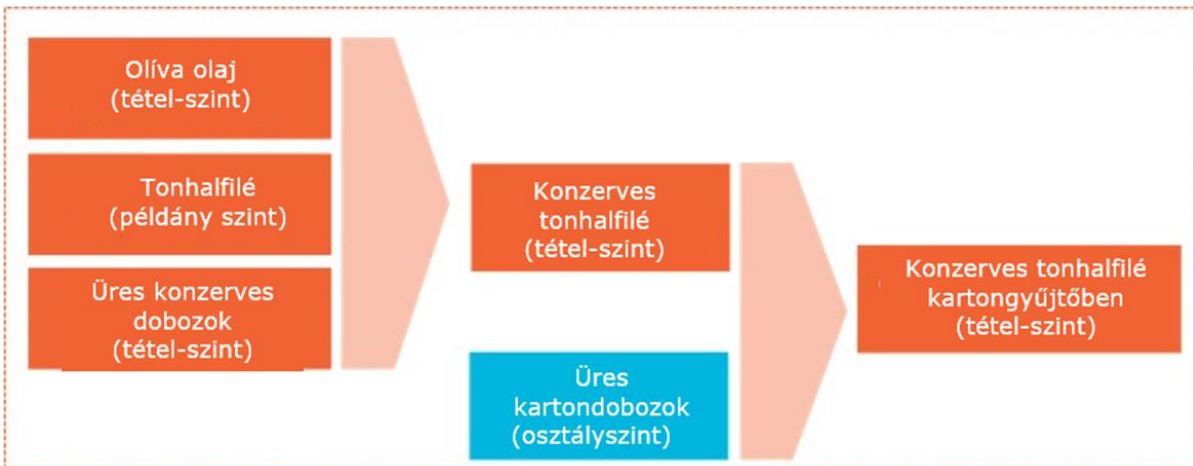 Olíva olaj
(tétel-szint)
Tonhalfilé
(példány szint)
Üres konzerves
dobozok
(tétel-szint)
Konzerves
tonhalfilé
(tétel-szint)
Üres
kartondobozok
(osztályszint)
Konzerves tonhalfilé
kartongyűjtőben
(tétel-szint)